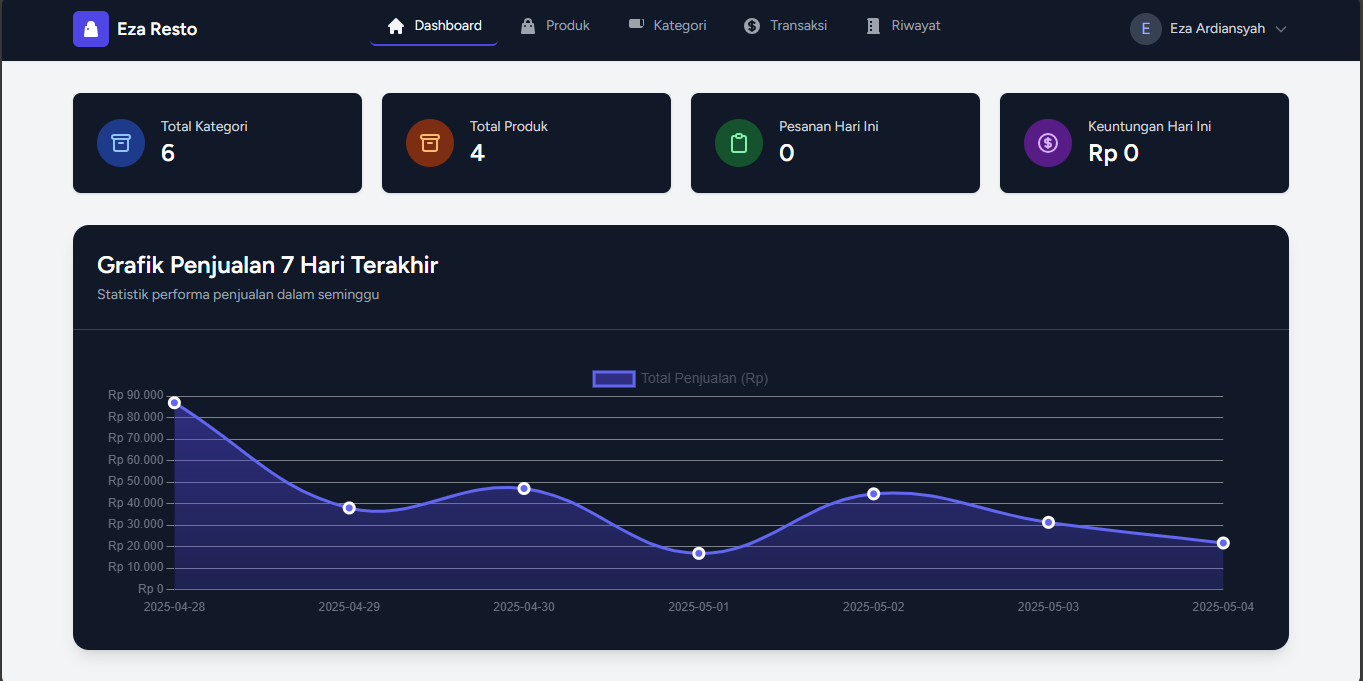 Eza Resto
Dashboard
Produk
Kategori
Transaksi
Riwayat
E
Eza Ardiansyah
Total Kategori
6
Total Produk
4
Pesanan Hari Ini
0
Keuntungan Hari Ini
Rp 0
Grafik Penjualan 7 Hari Terakhir
Statistik performa penjualan dalam seminggu
Total Penjualan (Rp)
Rp 90.000
Rp 80.000
Rp 70.000
Rp 60.000
Rp 50.000
Rp 40.000
Rp 30.000
Rp 20.000
Rp 10.000
Rp 0
2025-04-28
2025-04-29
2025-04-30
2025-05-01
2025-05-02
2025-05-03
2025-05-04